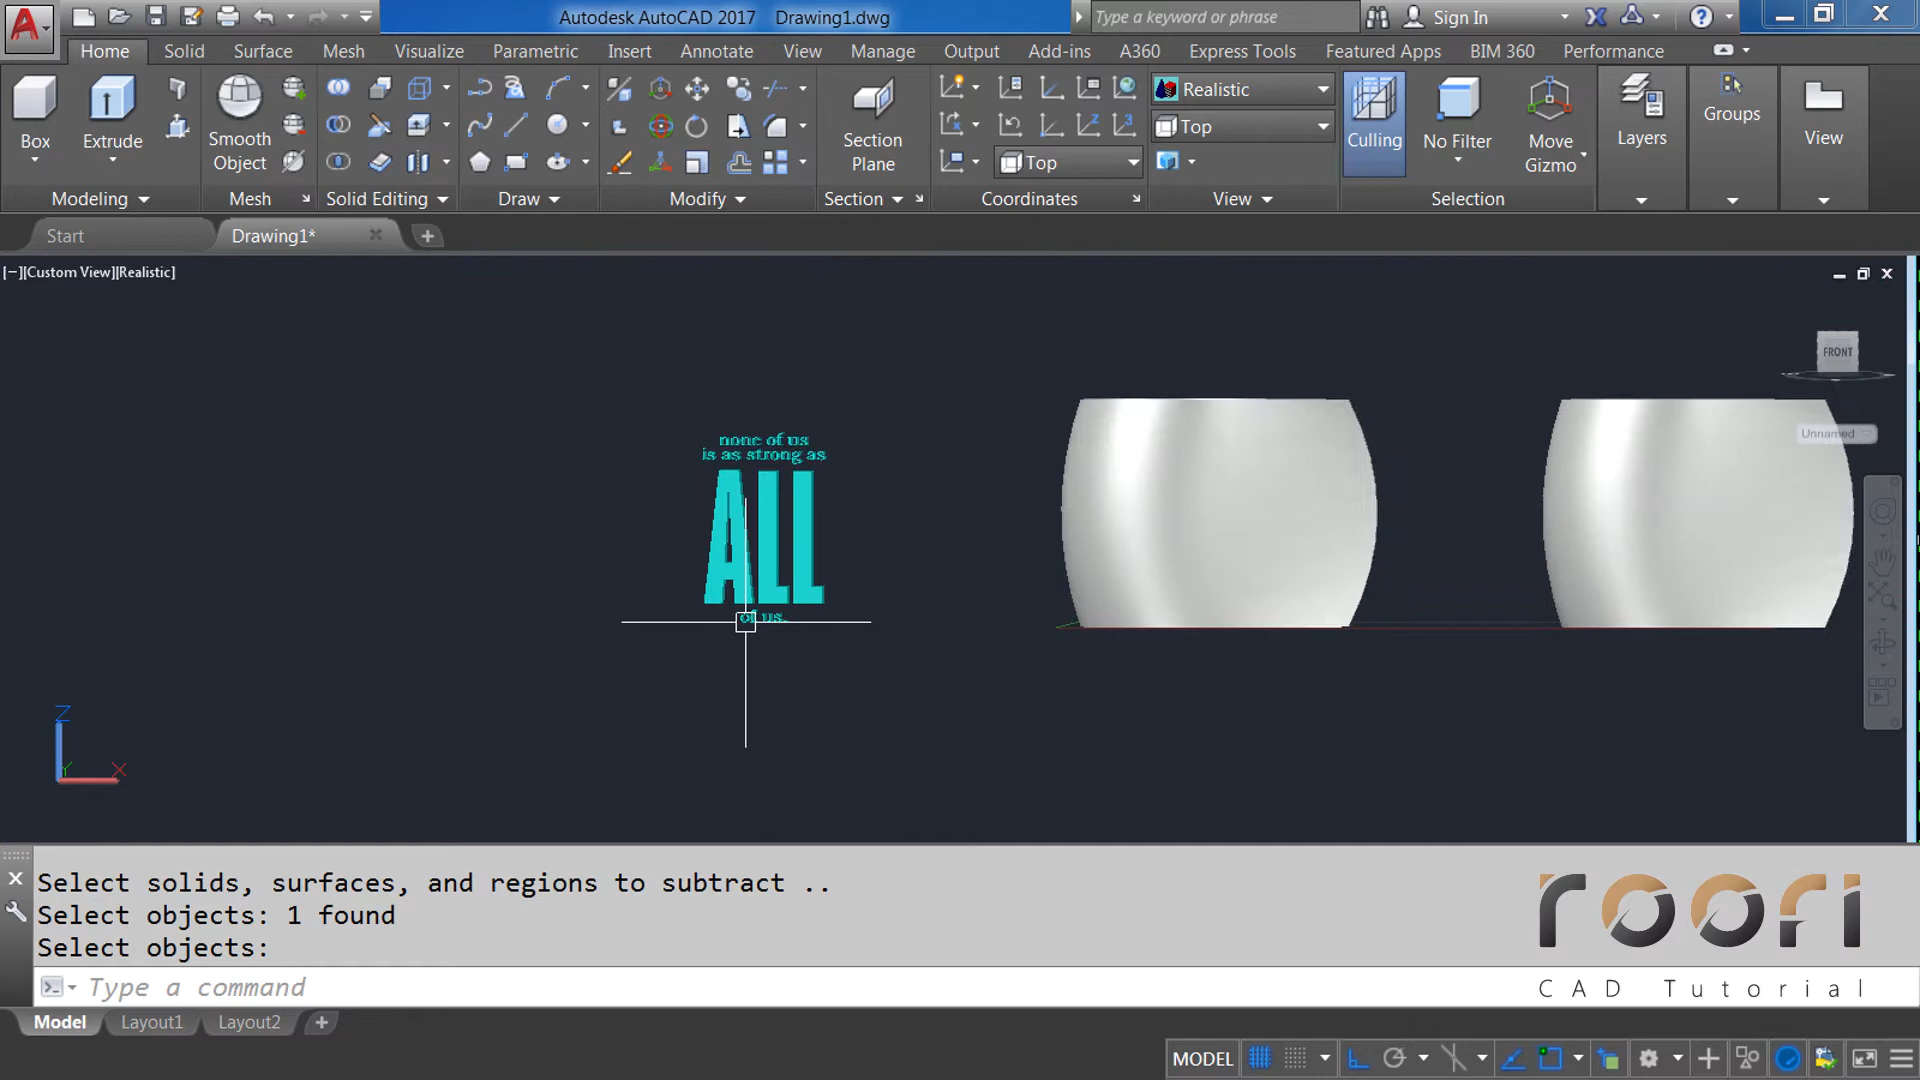 Autodesk AutoCAD 2017 Drawing1.dwg
Type a keyword or phrase
Sign In
Home Solid Surface Mesh Visualize Parametric Insert Annotate View Manage Output Add-ins A360 Express Tools Featured Apps BIM 360 Performance
Box
Extrude
Smooth Object
Section Plane
Realistic
Top
Top
Culling
No Filter
Move Gizmo
Layers
Groups
View
Modeling Mesh Solid Editing Draw Modify Section Coordinates View Selection
Start
Drawing1*
[−][Custom View][Realistic]
FRONT
Unnamed
none of us
is as strong as
ALL
of us.
Z
Y
X
Select solids, surfaces, and regions to subtract ..
Select objects: 1 found
Select objects:
Type a command
roofi
CAD Tutorial
Model Layout1 Layout2
MODEL